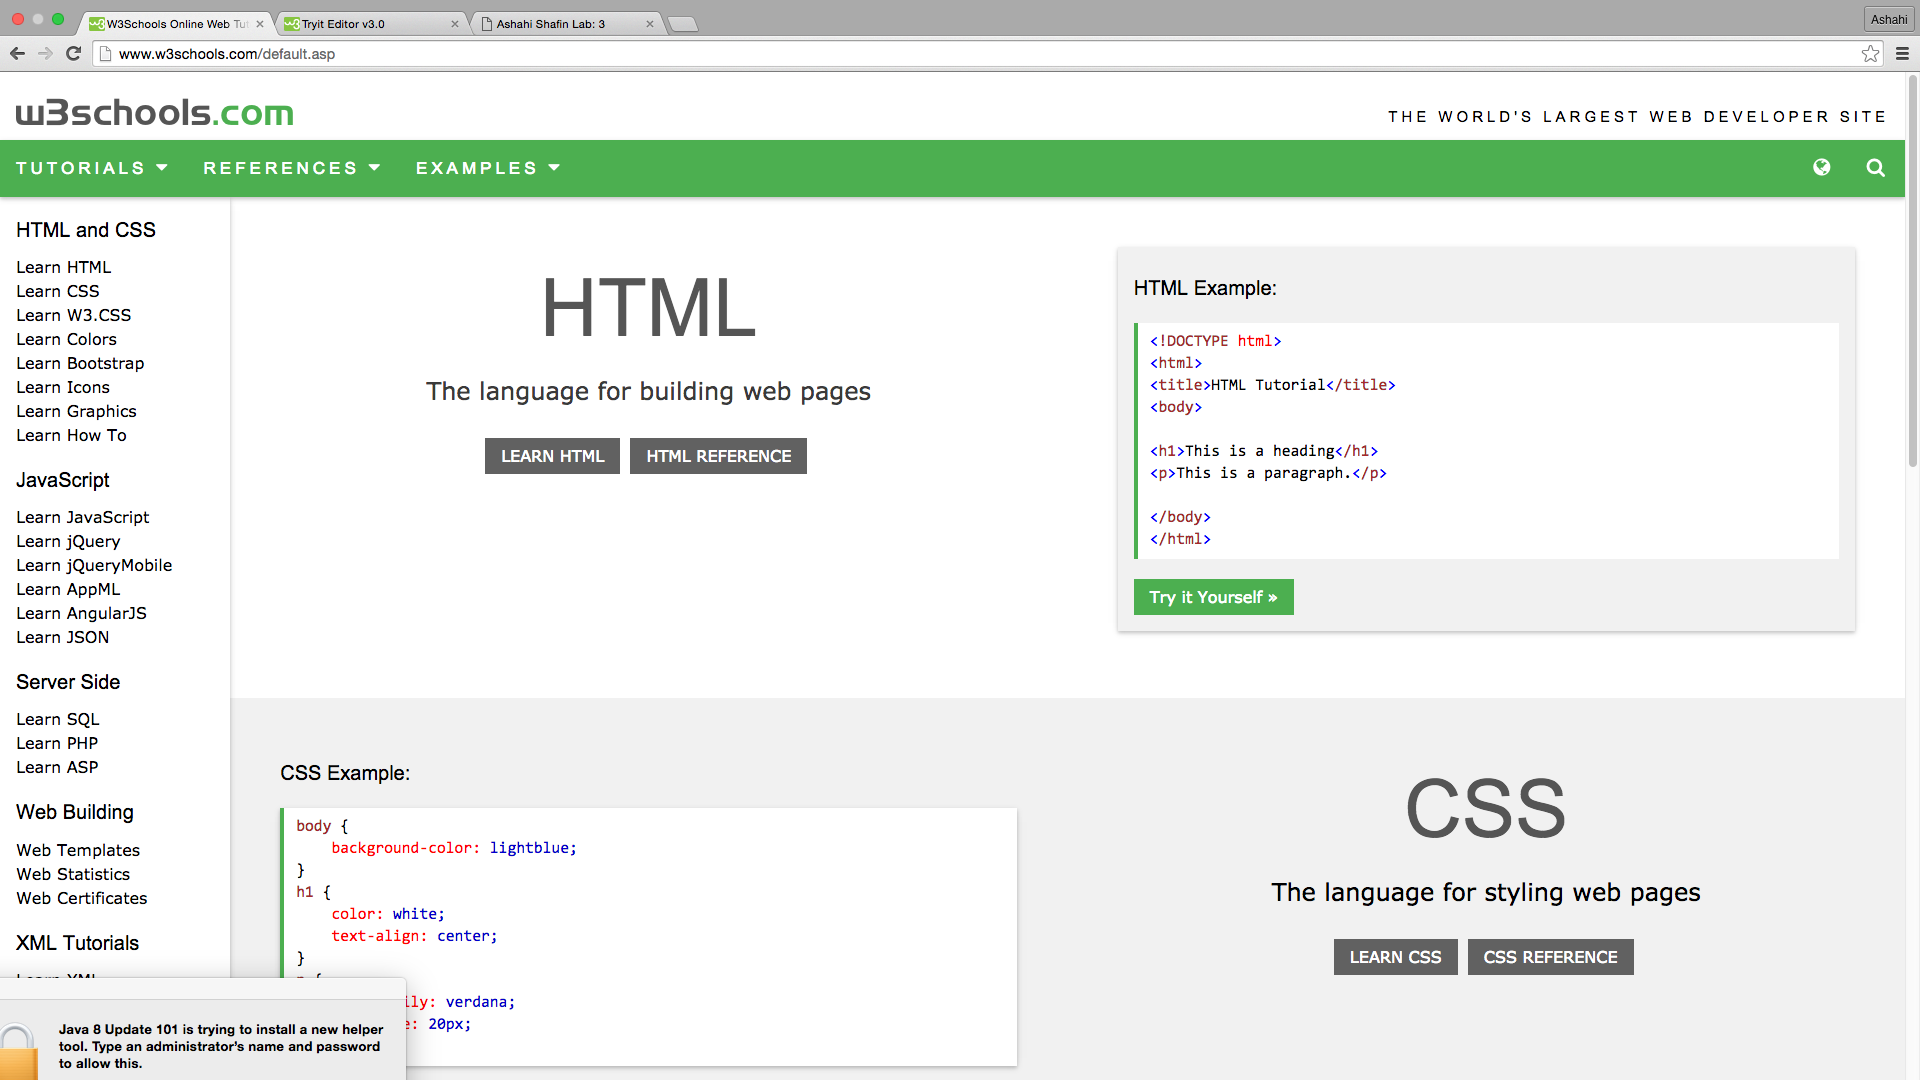 W3Schools Online Web Tut
Tryit Editor v3.0
Ashahi Shafin Lab: 3
Ashahi
www.w3schools.com/default.asp
w3schools.com
THE WORLD'S LARGEST WEB DEVELOPER SITE
TUTORIALS REFERENCES EXAMPLES
HTML and CSS
Learn HTML
Learn CSS
Learn W3.CSS
Learn Colors
Learn Bootstrap
Learn Icons
Learn Graphics
Learn How To
JavaScript
Learn JavaScript
Learn jQuery
Learn jQueryMobile
Learn AppML
Learn AngularJS
Learn JSON
Server Side
Learn SQL
Learn PHP
Learn ASP
Web Building
Web Templates
Web Statistics
Web Certificates
XML Tutorials
HTML
The language for building web pages
LEARN HTML HTML REFERENCE
HTML Example:
<!DOCTYPE html>
<html>
<title>HTML Tutorial</title>
<body>
<h1>This is a heading</h1>
<p>This is a paragraph.</p>
</body>
</html>
Try it Yourself »
CSS Example:
body {
background-color: lightblue;
}
h1 {
color: white;
text-align: center;
}
ily: verdana;
e: 20px;
CSS
The language for styling web pages
LEARN CSS CSS REFERENCE
Java 8 Update 101 is trying to install a new helper
tool. Type an administrator's name and password
to allow this.